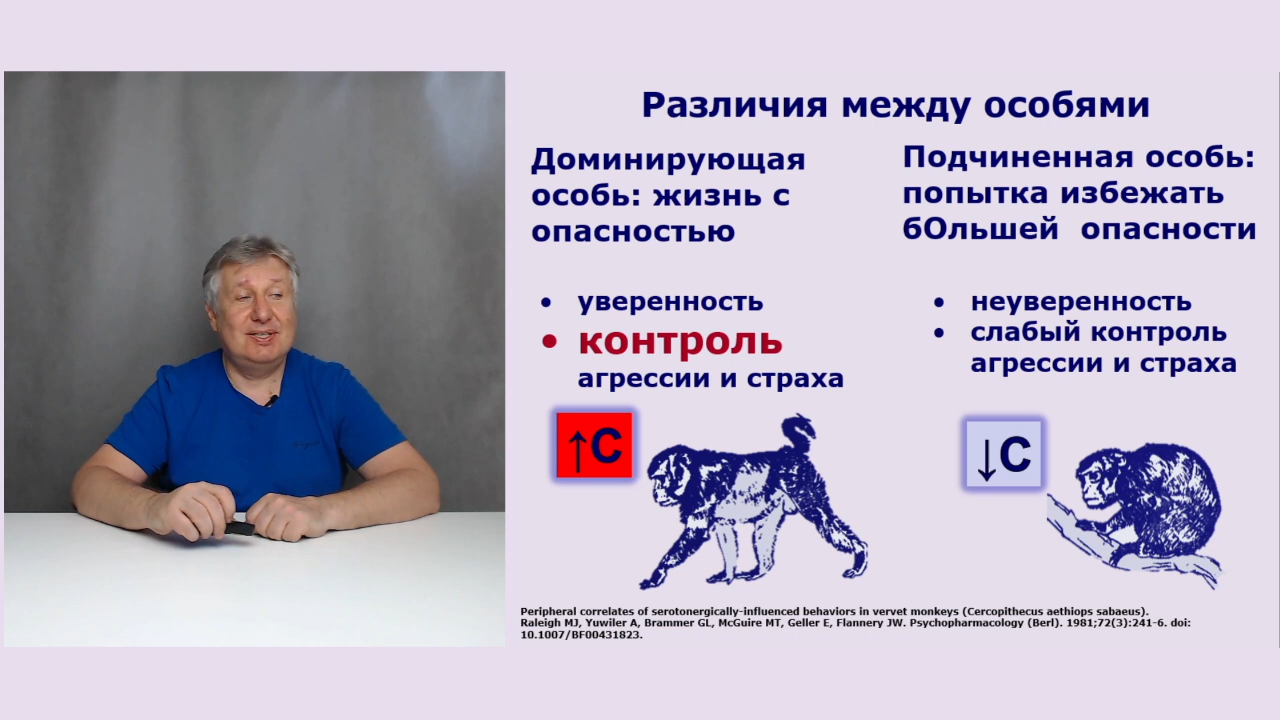 Различия между особями
Доминирующая
особь: жизнь с
опасностью
• уверенность
• контроль
агрессии и страха
↑С
Подчиненная особь:
попытка избежать
бОльшей опасности
• неуверенность
• слабый контроль
агрессии и страха
↓С
Peripheral correlates of serotonergically-influenced behaviors in vervet monkeys (Cercopithecus aethiops sabaeus).
Raleigh MJ, Yuwiler A, Brammer GL, McGuire MT, Geller E, Flannery JW. Psychopharmacology (Berl). 1981;72(3):241-6. doi:
10.1007/BF00431823.